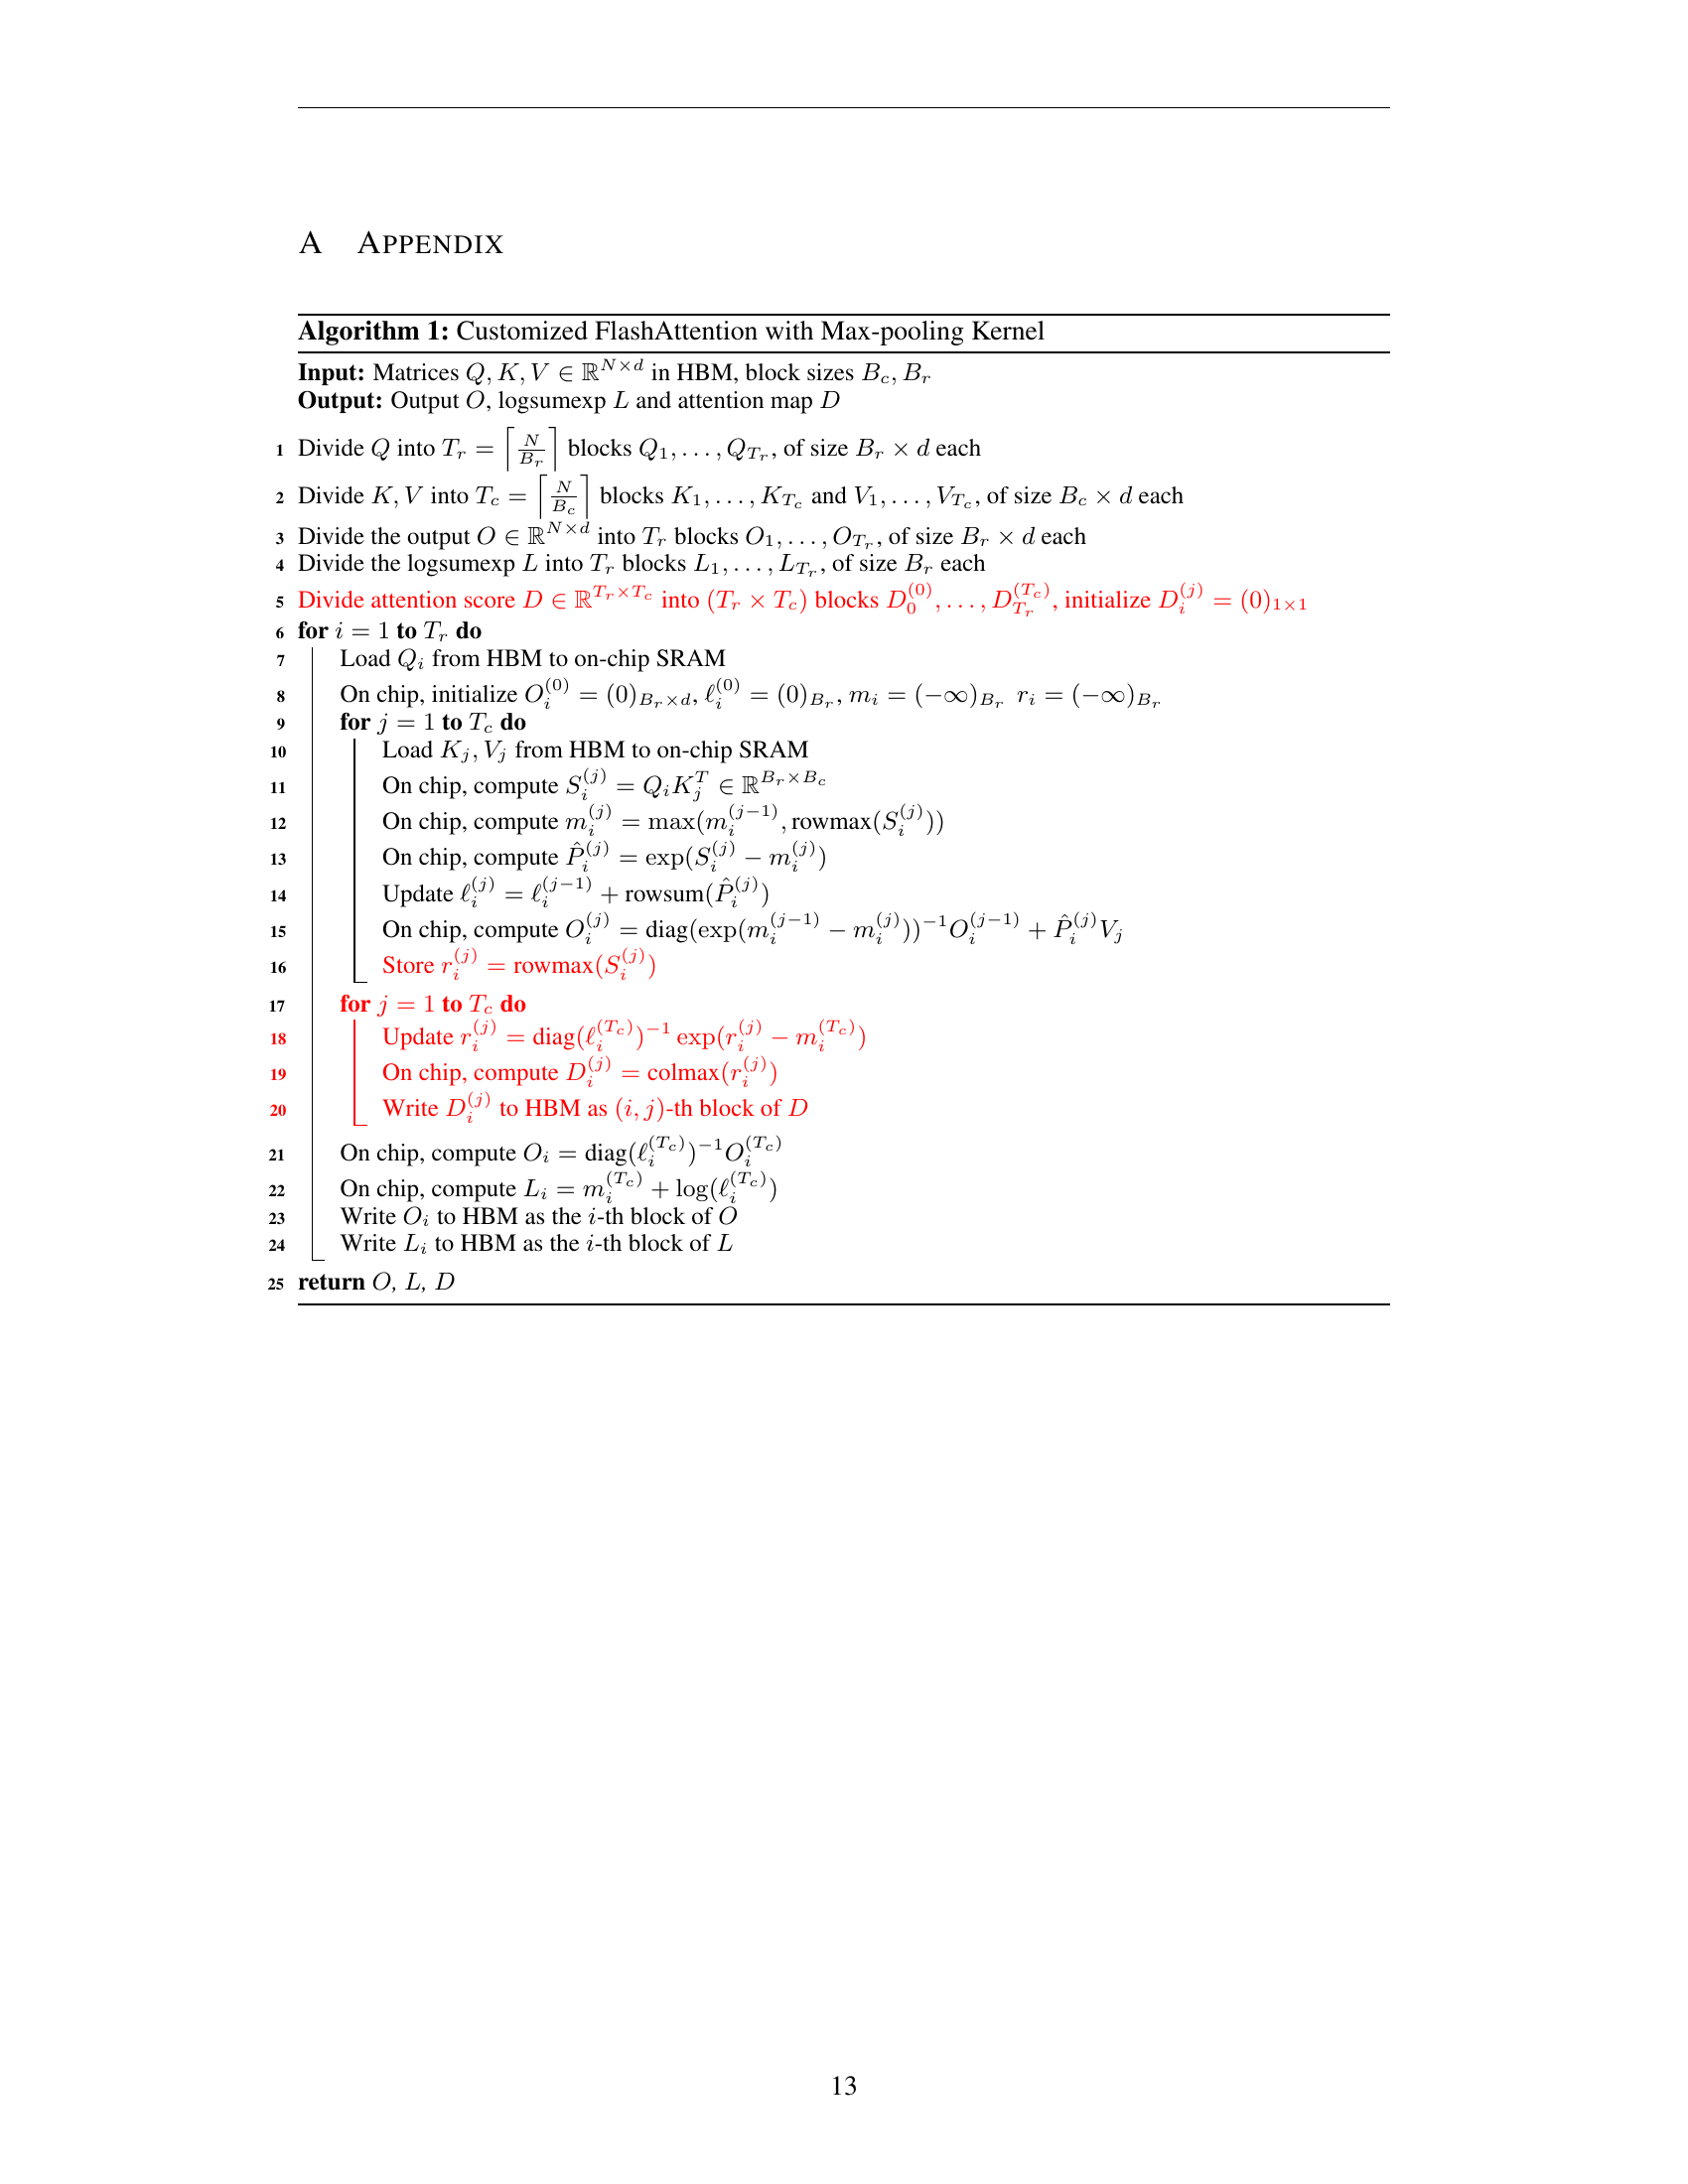 A APPENDIX
Algorithm 1: Customized FlashAttention with Max-pooling Kernel
Input: Matrices $Q, K, V \in \mathbb{R}^{N \times d}$ in HBM, block sizes $B_c, B_r$
Output: Output $O$, logsumexp $L$ and attention map $D$
1 Divide $Q$ into $T_r = \left\lceil \frac{N}{B_r} \right\rceil$ blocks $Q_1, \ldots, Q_{T_r}$, of size $B_r \times d$ each
2 Divide $K, V$ into $T_c = \left\lceil \frac{N}{B_c} \right\rceil$ blocks $K_1, \ldots, K_{T_c}$ and $V_1, \ldots, V_{T_c}$, of size $B_c \times d$ each
3 Divide the output $O \in \mathbb{R}^{N \times d}$ into $T_r$ blocks $O_1, \ldots, O_{T_r}$, of size $B_r \times d$ each
4 Divide the logsumexp $L$ into $T_r$ blocks $L_1, \ldots, L_{T_r}$, of size $B_r$ each
5 Divide attention score $D \in \mathbb{R}^{T_r \times T_c}$ into $(T_r \times T_c)$ blocks $D_0^{(0)}, \ldots, D_{T_r}^{(T_c)}$, initialize $D_i^{(j)} = (0)_{1 \times 1}$
6 for $i = 1$ to $T_r$ do
7 Load $Q_i$ from HBM to on-chip SRAM
8 On chip, initialize $O_i^{(0)} = (0)_{B_r \times d}, \ell_i^{(0)} = (0)_{B_r}, m_i = (-\infty)_{B_r} \; r_i = (-\infty)_{B_r}$
9 for $j = 1$ to $T_c$ do
10 Load $K_j, V_j$ from HBM to on-chip SRAM
11 On chip, compute $S_i^{(j)} = Q_i K_j^T \in \mathbb{R}^{B_r \times B_c}$
12 On chip, compute $m_i^{(j)} = \max(m_i^{(j-1)}, \text{rowmax}(S_i^{(j)}))$
13 On chip, compute $\hat{P}_i^{(j)} = \exp(S_i^{(j)} - m_i^{(j)})$
14 Update $\ell_i^{(j)} = \ell_i^{(j-1)} + \text{rowsum}(\hat{P}_i^{(j)})$
15 On chip, compute $O_i^{(j)} = \text{diag}(\exp(m_i^{(j-1)} - m_i^{(j)}))^{-1} O_i^{(j-1)} + \hat{P}_i^{(j)} V_j$
16 Store $r_i^{(j)} = \text{rowmax}(S_i^{(j)})$
17 for $j = 1$ to $T_c$ do
18 Update $r_i^{(j)} = \text{diag}(\ell_i^{(T_c)})^{-1} \exp(r_i^{(j)} - m_i^{(T_c)})$
19 On chip, compute $D_i^{(j)} = \text{colmax}(r_i^{(j)})$
20 Write $D_i^{(j)}$ to HBM as $(i, j)$-th block of $D$
21 On chip, compute $O_i = \text{diag}(\ell_i^{(T_c)})^{-1} O_i^{(T_c)}$
22 On chip, compute $L_i = m_i^{(T_c)} + \log(\ell_i^{(T_c)})$
23 Write $O_i$ to HBM as the $i$-th block of $O$
24 Write $L_i$ to HBM as the $i$-th block of $L$
25 return $O$, $L$, $D$
13